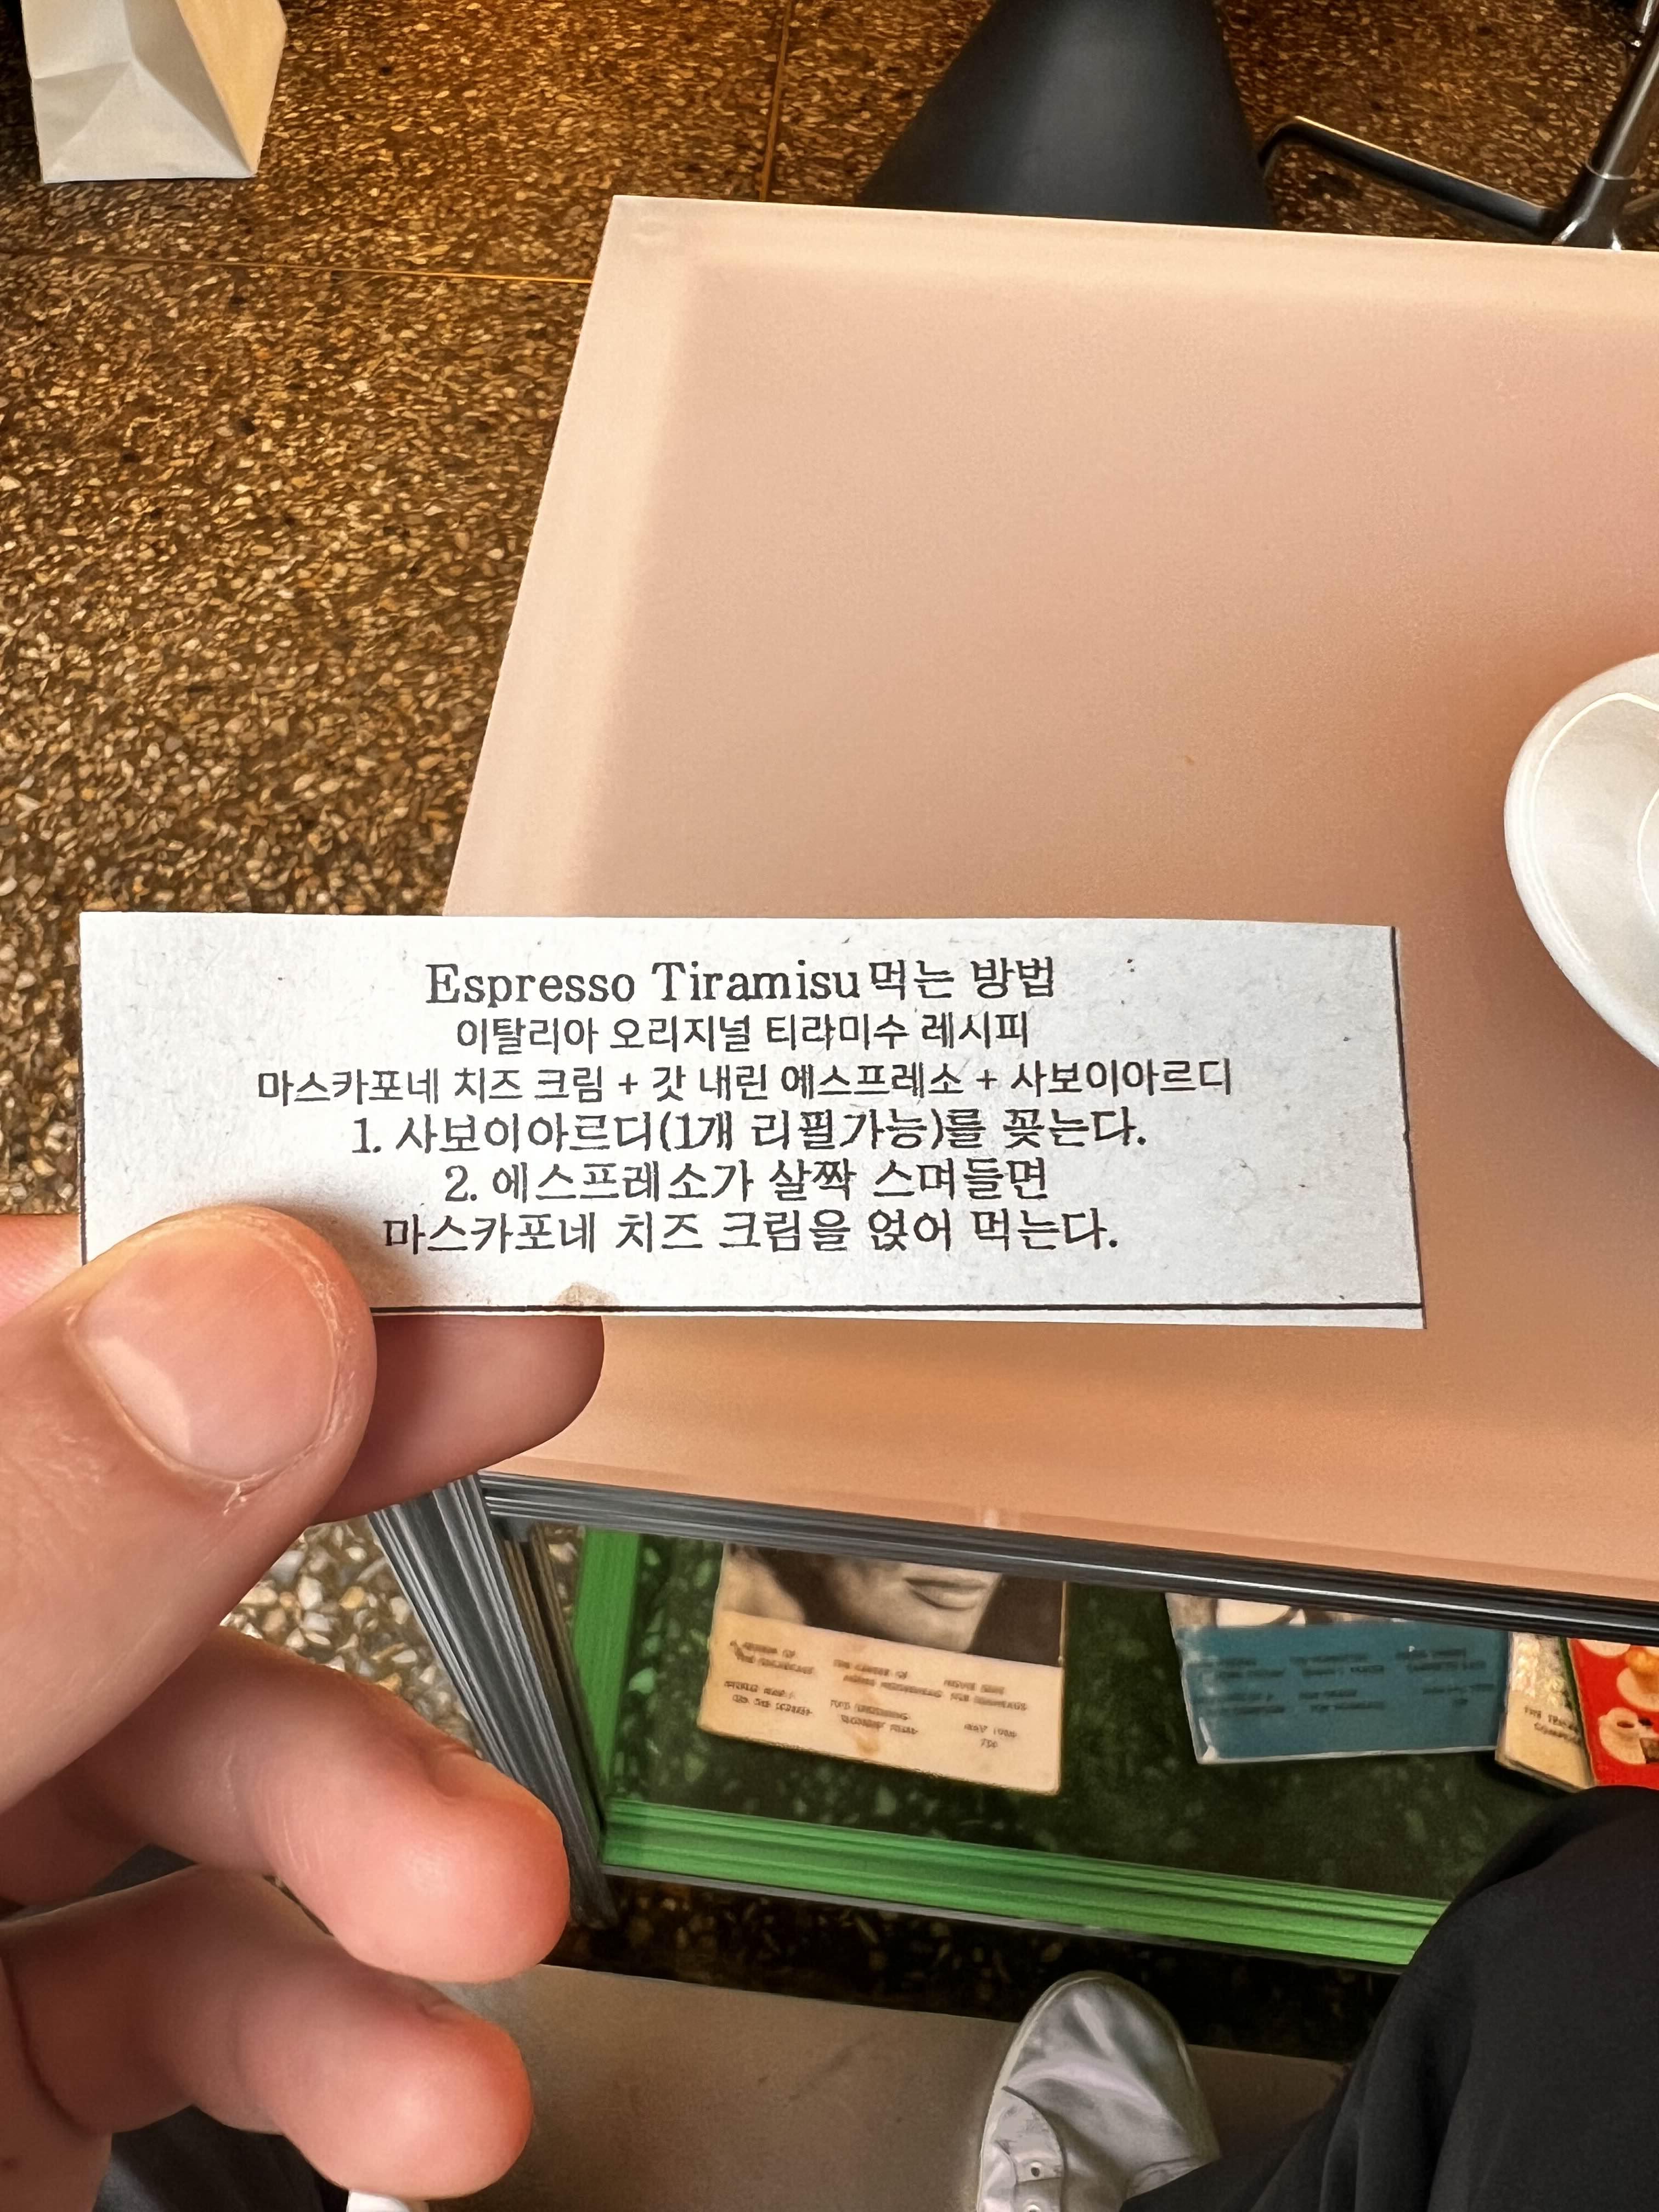 Espresso Tiramisu 먹는 방법
이탈리아 오리지널 티라미수 레시피
마스카포네 치즈 크림 + 갓 내린 에스프레소 + 사보이아르디
1. 사보이아르디(1개 리필가능)를 꽂는다.
2. 에스프레소가 살짝 스며들면
마스카포네 치즈 크림을 얹어 먹는다.